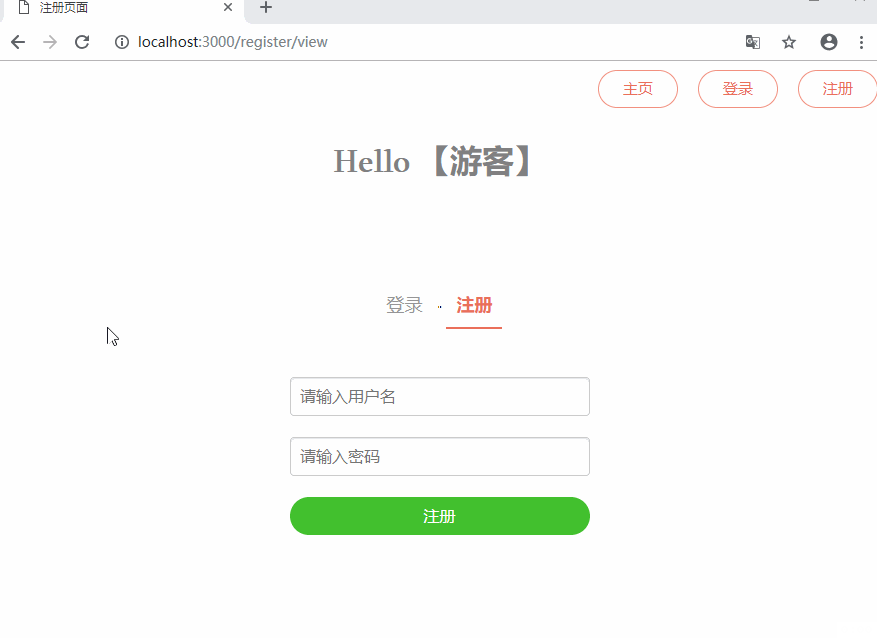 注册页面
localhost:3000/register/view
主页 登录 注册
Hello 【游客】
登录 · 注册
请输入用户名
请输入密码
注册